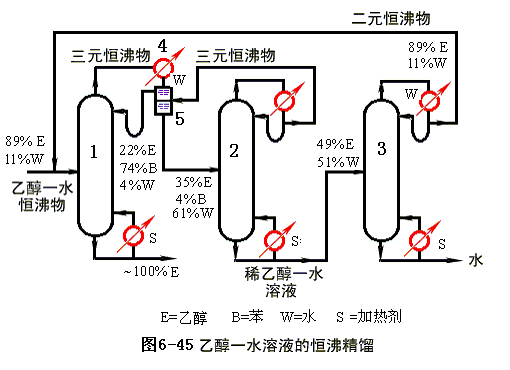 二元恒沸物
三元恒沸物
4
三元恒沸物
89%E
11%W
W
W
5
1
2
3
89%E
11%W
22%E
74%B
4%W
49%E
51%W
乙醇一水
恒沸物
35%E
4%B
61%W
S
S
S
~100%E
稀乙醇一水
溶液
水
E=乙醇 B=苯 W=水 S=加热剂
图6-45 乙醇一水溶液的恒沸精馏